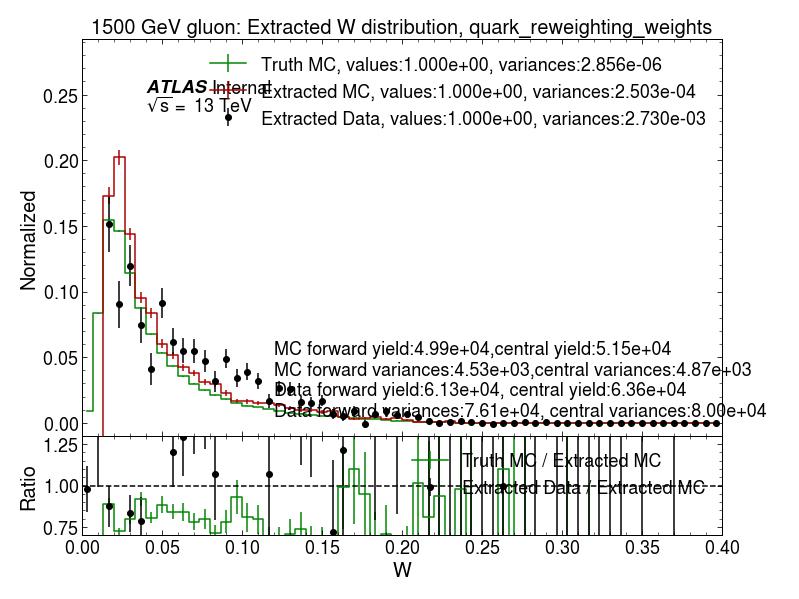 1500 GeV gluon: Extracted W distribution, quark_reweighting_weights
Truth MC, values:1.000e+00, variances:2.856e-06
ATLAS Internal
Extracted MC, values:1.000e+00, variances:2.503e-04
√s = 13 TeV
Extracted Data, values:1.000e+00, variances:2.730e-03
0.25
0.20
0.15
0.10
0.05
0.00
Normalized
MC forward yield:4.99e+04,central yield:5.15e+04
MC forward variances:4.53e+03,central variances:4.87e+03
Data forward yield:6.13e+04, central yield:6.36e+04
Data forward variances:7.61e+04, central variances:8.00e+04
1.25
1.00
0.75
Ratio
Truth MC / Extracted MC
Extracted Data / Extracted MC
0.00 0.05 0.10 0.15 0.20 0.25 0.30 0.35 0.40
W